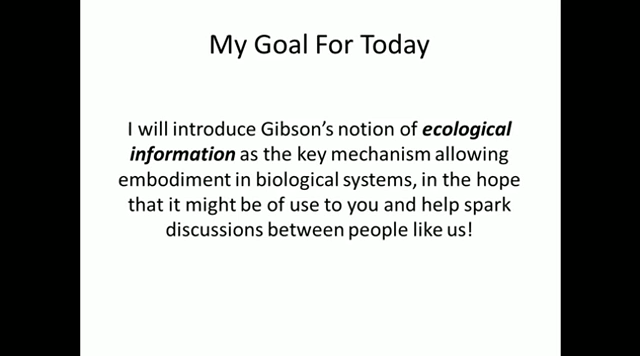 My Goal For Today
I will introduce Gibson's notion of ecological
information as the key mechanism allowing
embodiment in biological systems, in the hope
that it might be of use to you and help spark
discussions between people like us!